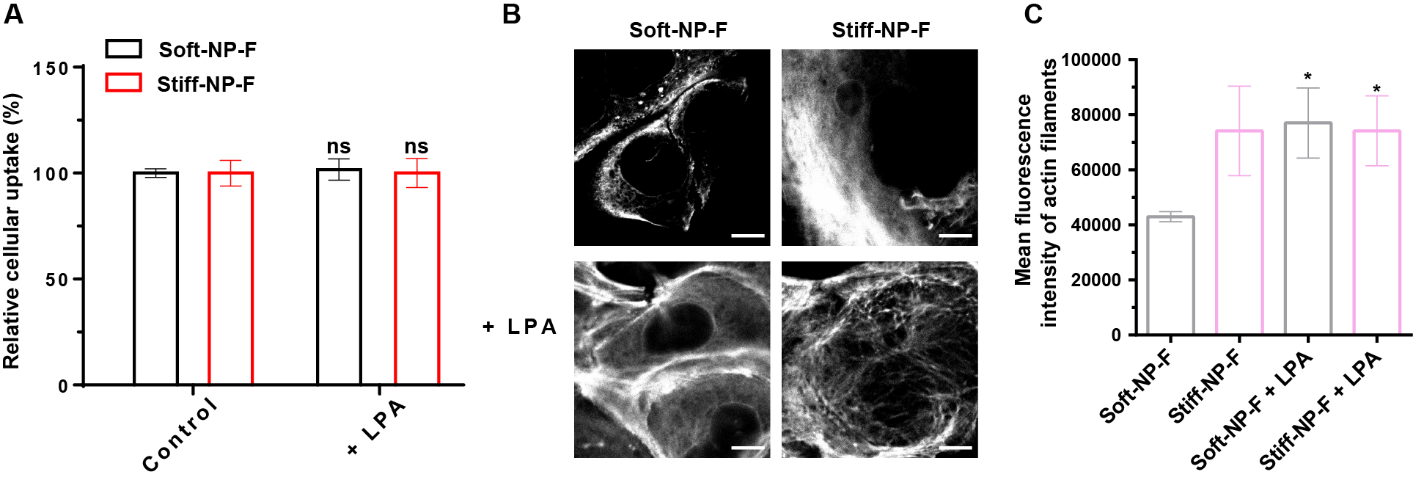 A
Soft-NP-F
Stiff-NP-F
Relative cellular uptake (%)
150
100
50
0
ns
ns
Control
+ LPA
B
Soft-NP-F
Stiff-NP-F
+ LPA
C
Mean fluorescence
intensity of actin filaments
100000
80000
60000
40000
20000
0
*
*
Soft-NP-F
Stiff-NP-F
Soft-NP-F + LPA
Stiff-NP-F + LPA